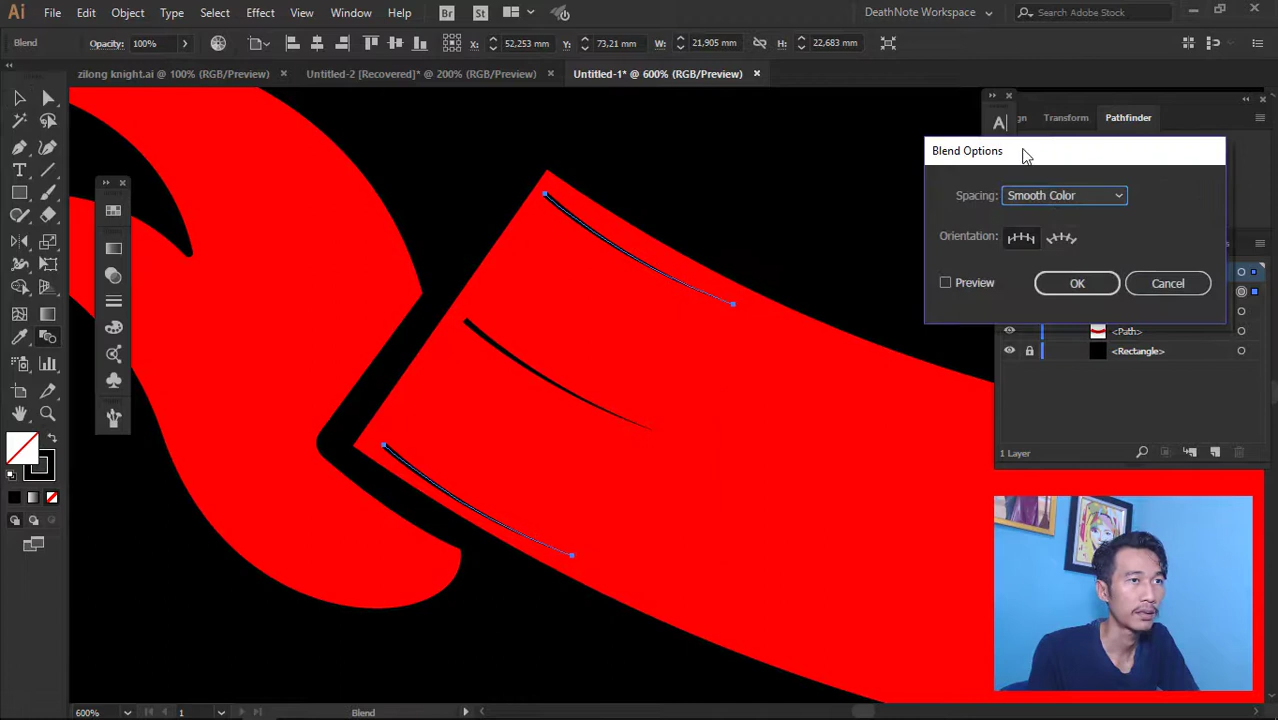 Ai File Edit Object Type Select Effect View Window Help Br St DeathNote Workspace Search Adobe Stock
Blend Opacity: 100% X: 52,253 mm Y: 73,21 mm W: 21,905 mm H: 22,683 mm
zilong knight.ai @ 100% (RGB/Preview) Untitled-2 [Recovered]* @ 200% (RGB/Preview) Untitled-1* @ 600% (RGB/Preview)
gn Transform Pathfinder
Blend Options
Spacing: Smooth Color
Orientation:
Preview OK Cancel
<Path>
<Rectangle>
1 Layer
600% 1 Blend